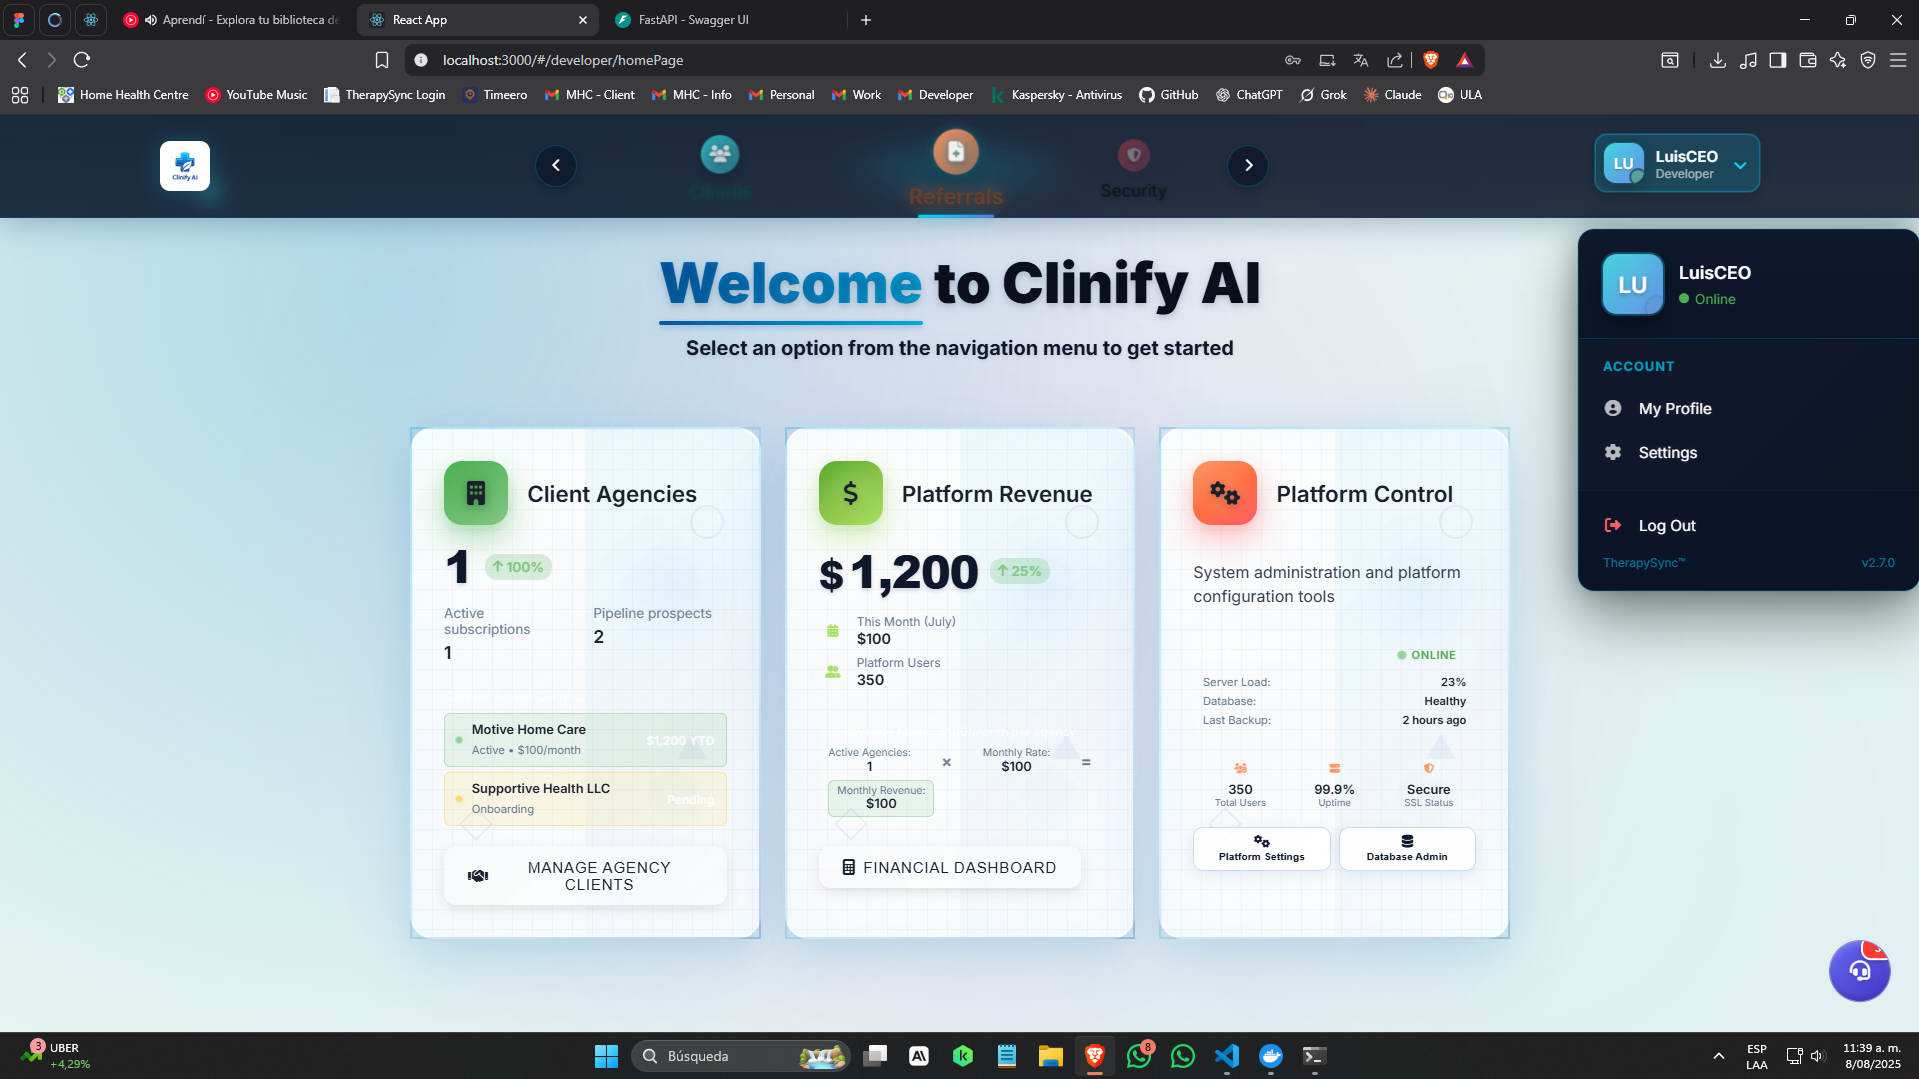 Aprendí - Explora tu biblioteca de
React App
FastAPI - Swagger UI
localhost:3000/#/developer/homePage
Home Health Centre
YouTube Music
TherapySync Login
Timeero
MHC - Client
MHC - Info
Personal
Work
Developer
Kaspersky - Antivirus
GitHub
ChatGPT
Grok
Claude
ULA
Clinify AI
Clients
Referrals
Security
LU
LuisCEO
Developer
Welcome to Clinify AI
Select an option from the navigation menu to get started
LU
LuisCEO
Online
ACCOUNT
My Profile
Settings
Log Out
TherapySync™
v2.7.0
Client Agencies
1
100%
Active
subscriptions
1
Pipeline prospects
2
Motive Home Care
Active • $100/month
$1,200 YTD
Supportive Health LLC
Onboarding
Pending
MANAGE AGENCY
CLIENTS
Platform Revenue
$1,200
25%
This Month (July)
$100
Platform Users
350
Active Agencies:
1
×
Monthly Rate:
$100
=
Monthly Revenue:
$100
FINANCIAL DASHBOARD
Platform Control
System administration and platform
configuration tools
ONLINE
Server Load:
23%
Database:
Healthy
Last Backup:
2 hours ago
350
Total Users
99.9%
Uptime
Secure
SSL Status
Platform Settings
Database Admin
3
UBER
+4,29%
Búsqueda
8
ESP
LAA
11:39 a. m.
8/08/2025